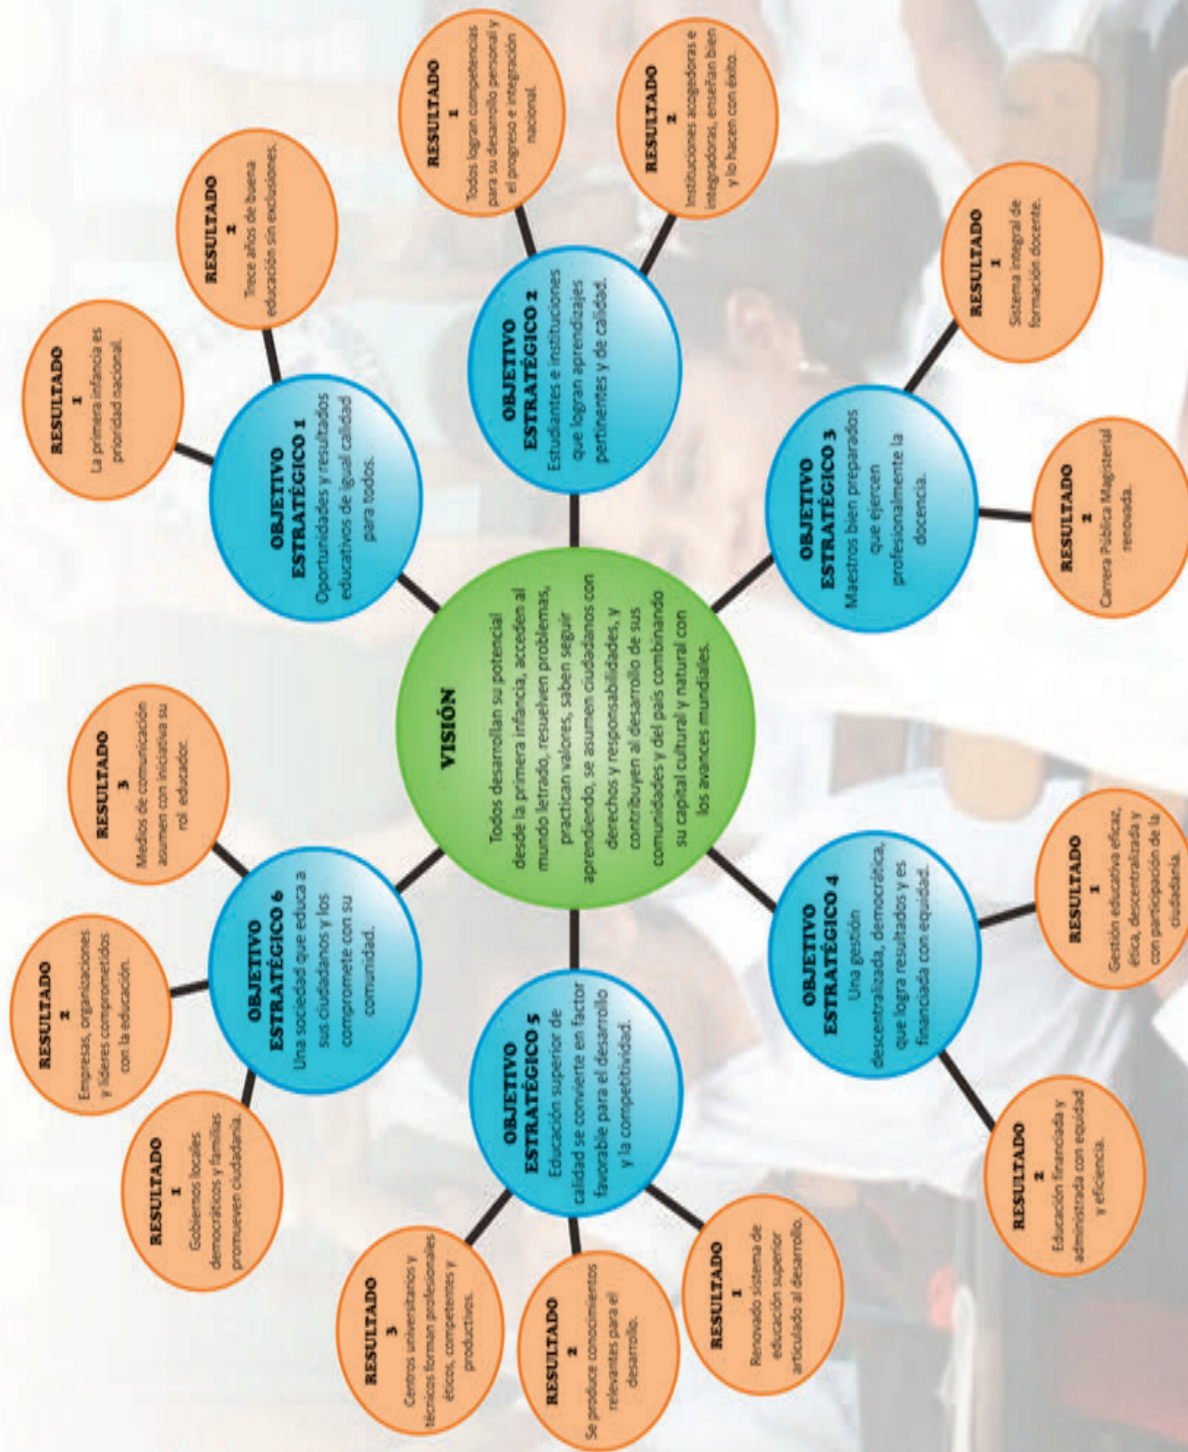 VISIÓN
Todos desarrollan su potencial
desde la primera infancia, acceden al
mundo letrado, resuelven problemas,
practican valores, saben seguir
aprendiendo, se asumen ciudadanos con
derechos y responsabilidades, y
contribuyen al desarrollo de sus
comunidades y del país combinando
su capital cultural y natural con
los avances mundiales.
OBJETIVO
ESTRATÉGICO 1
Oportunidades y resultados
educativos de igual calidad
para todos.
RESULTADO
1
La primera infancia es
prioridad nacional.
RESULTADO
2
Trece años de buena
educación sin exclusiones.
OBJETIVO
ESTRATÉGICO 2
Estudiantes e instituciones
que logran aprendizajes
pertinentes y de calidad.
RESULTADO
1
Todos logran competencias
para su desarrollo personal y
el progreso e integración
nacional.
RESULTADO
2
Instituciones acogedoras e
integradoras, enseñan bien
y lo hacen con éxito.
OBJETIVO
ESTRATÉGICO 3
Maestros bien preparados
que ejercen
profesionalmente la
docencia.
RESULTADO
1
Sistema integral de
formación docente.
RESULTADO
2
Carrera Pública Magisterial
renovada.
OBJETIVO
ESTRATÉGICO 4
Una gestión
descentralizada, democrática,
que logra resultados y es
financiada con equidad.
RESULTADO
1
Gestión educativa eficaz,
ética, descentralizada y
con participación de la
ciudadanía.
RESULTADO
2
Educación financiada y
administrada con equidad
y eficiencia.
OBJETIVO
ESTRATÉGICO 5
Educación superior de
calidad se convierte en factor
favorable para el desarrollo
y la competitividad.
RESULTADO
1
Renovado sistema de
educación superior
articulado al desarrollo.
RESULTADO
2
Se produce conocimientos
relevantes para el
desarrollo.
RESULTADO
3
Centros universitarios y
técnicos forman profesionales
éticos, competentes y
productivos.
OBJETIVO
ESTRATÉGICO 6
Una sociedad que educa a
sus ciudadanos y los
compromete con su
comunidad.
RESULTADO
1
Gobiernos locales
democráticos y familias
promueven ciudadanía.
RESULTADO
2
Empresas, organizaciones
y líderes comprometidos
con la educación.
RESULTADO
3
Medios de comunicación
asumen con iniciativa su
rol educador.